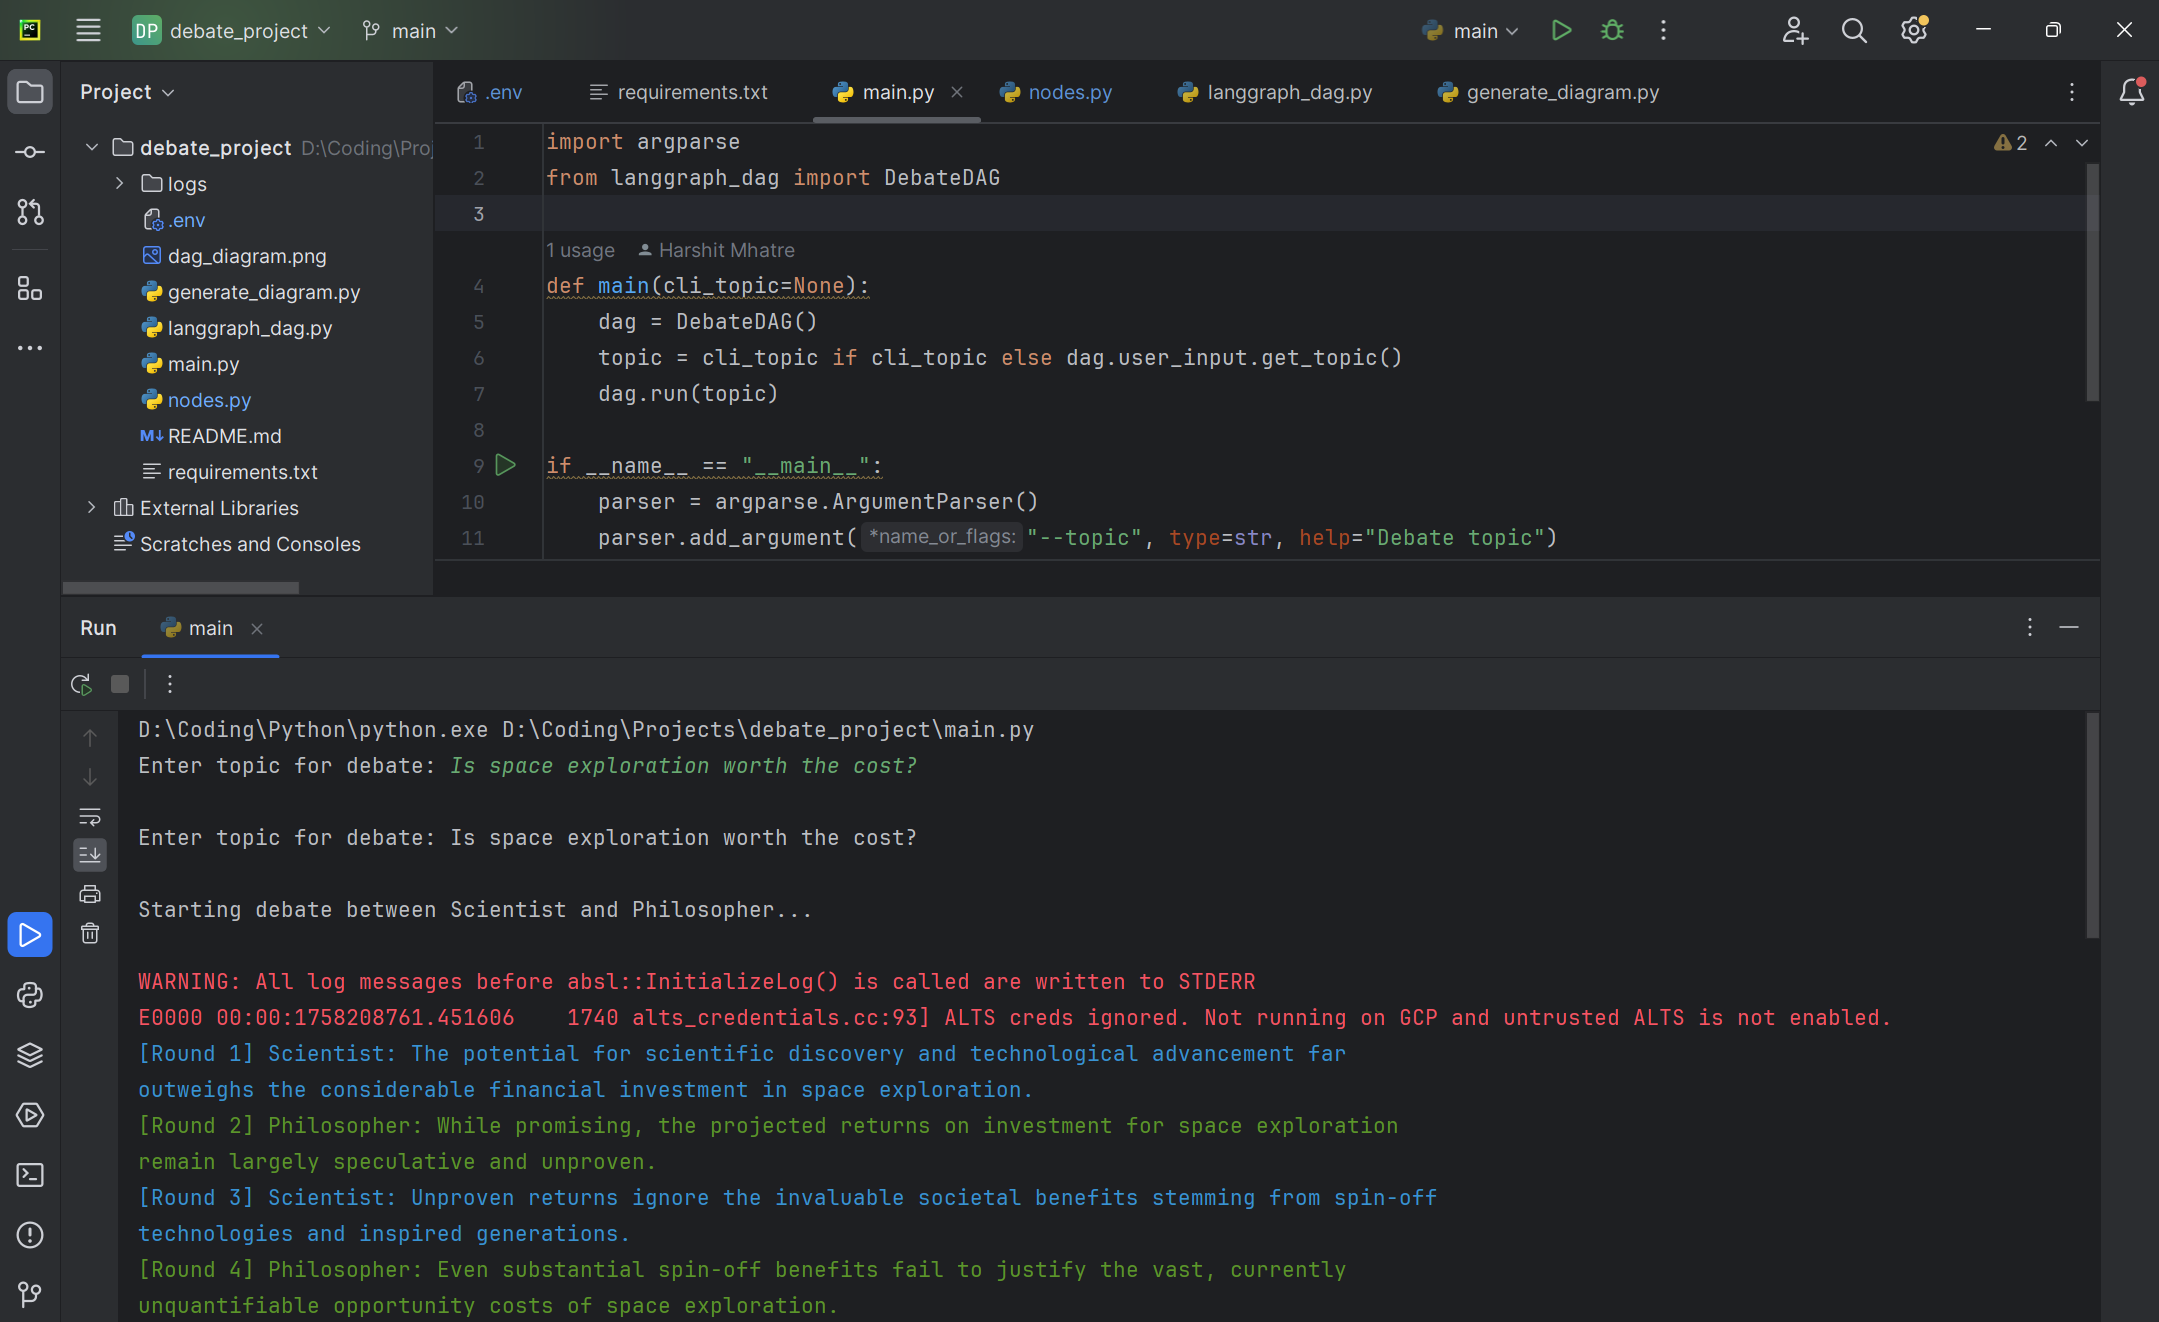 PC
DP debate_project
main
main
Project
debate_project D:\Coding\Proj
logs
.env
dag_diagram.png
generate_diagram.py
langgraph_dag.py
main.py
nodes.py
M↓ README.md
requirements.txt
External Libraries
Scratches and Consoles
.env
requirements.txt
main.py
nodes.py
langgraph_dag.py
generate_diagram.py
2
1 import argparse
2 from langgraph_dag import DebateDAG
3
1 usage Harshit Mhatre
4 def main(cli_topic=None):
5 dag = DebateDAG()
6 topic = cli_topic if cli_topic else dag.user_input.get_topic()
7 dag.run(topic)
8
9 if __name__ == "__main__":
10 parser = argparse.ArgumentParser()
11 parser.add_argument( *name_or_flags: "--topic", type=str, help="Debate topic")
Run
main
D:\Coding\Python\python.exe D:\Coding\Projects\debate_project\main.py
Enter topic for debate: Is space exploration worth the cost?
Enter topic for debate: Is space exploration worth the cost?
Starting debate between Scientist and Philosopher...
WARNING: All log messages before absl::InitializeLog() is called are written to STDERR
E0000 00:00:1758208761.451606    1740 alts_credentials.cc:93] ALTS creds ignored. Not running on GCP and untrusted ALTS is not enabled.
[Round 1] Scientist: The potential for scientific discovery and technological advancement far
outweighs the considerable financial investment in space exploration.
[Round 2] Philosopher: While promising, the projected returns on investment for space exploration
remain largely speculative and unproven.
[Round 3] Scientist: Unproven returns ignore the invaluable societal benefits stemming from spin-off
technologies and inspired generations.
[Round 4] Philosopher: Even substantial spin-off benefits fail to justify the vast, currently
unquantifiable opportunity costs of space exploration.